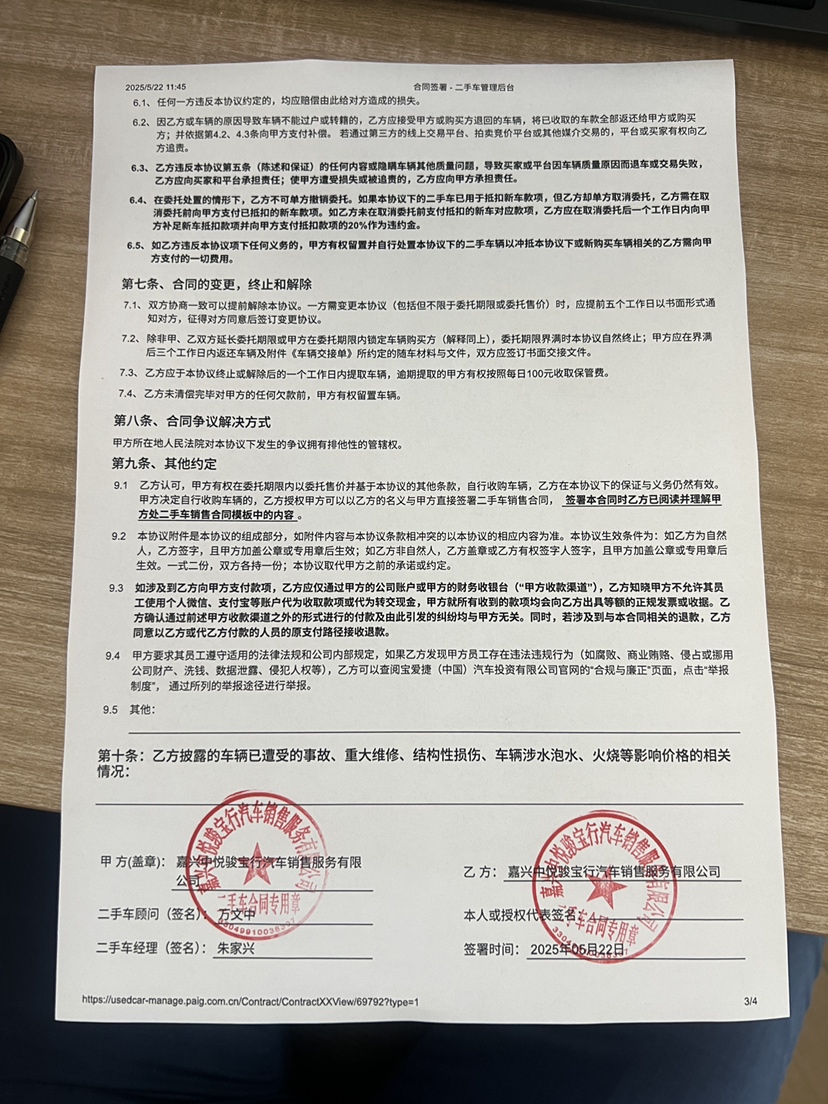 2025/5/22 11:45
合同签署 - 二手车管理后台
6.1、 任何一方违反本协议约定的，均应赔偿由此给对方造成的损失。
6.2、 因乙方或车辆的原因导致车辆不能过户或转籍的，乙方应接受甲方或购买方退回的车辆，将已收取的车款全部返还给甲方或购买
方；并依据第4.2、4.3条向甲方支付补偿。 若通过第三方的线上交易平台、拍卖竞价平台或其他媒介交易的，平台或买家有权向乙
方追责。
6.3、 乙方违反本协议第五条（陈述和保证）的任何内容或隐瞒车辆其他质量问题，导致买家或平台因车辆质量原因而退车或交易失败，
乙方应向买家和平台承担责任；使甲方遭受损失或被追责的，乙方应向甲方承担责任。
6.4、 在委托处置的情形下，乙方不可单方撤销委托。如果本协议下的二手车已用于抵扣新车款项，但乙方却单方取消委托，乙方需在取
消委托前向甲方支付已抵扣的新车款项。如乙方未在取消委托前支付抵扣的新车对应款项，乙方应在取消委托后一个工作日内向甲
方补足新车抵扣款项并向甲方支付抵扣款项的20%作为违约金。
6.5、 如乙方违反本协议项下任何义务的，甲方有权留置并自行处置本协议下的二手车辆以冲抵本协议下或新购买车辆相关的乙方需向甲
方支付的一切费用。
第七条、合同的变更，终止和解除
7.1、 双方协商一致可以提前解除本协议。一方需变更本协议（包括但不限于委托期限或委托售价）时，应提前五个工作日以书面形式通
知对方，征得对方同意后签订变更协议。
7.2、 除非甲、乙双方延长委托期限或甲方在委托期限内锁定车辆购买方（解释同上），委托期限界满时本协议自然终止；甲方应在界满
后三个工作日内返还车辆及附件《车辆交接单》所约定的随车材料与文件，双方应签订书面交接文件。
7.3、 乙方应于本协议终止或解除后的一个工作日内提取车辆，逾期提取的甲方有权按照每日100元收取保管费。
7.4、 乙方未清偿完毕对甲方的任何欠款前，甲方有权留置车辆。
第八条、合同争议解决方式
甲方所在地人民法院对本协议下发生的争议拥有排他性的管辖权。
第九条、其他约定
9.1 乙方认可，甲方有权在委托期限内以委托售价并基于本协议的其他条款，自行收购车辆，乙方在本协议下的保证与义务仍然有效。
甲方决定自行收购车辆的，乙方授权甲方可以以乙方的名义与甲方直接签署二手车销售合同， 签署本合同时乙方已阅读并理解甲
方处二手车销售合同模板中的内容 。
9.2 本协议附件是本协议的组成部分，如附件内容与本协议条款相冲突的以本协议的相应内容为准。本协议生效条件为：如乙方为自然
人，乙方签字，且甲方加盖公章或专用章后生效；如乙方非自然人，乙方盖章或乙方有权签字人签字，且甲方加盖公章或专用章后
生效。一式二份，双方各持一份；本协议取代甲方之前的承诺或约定。
9.3 如涉及到乙方向甲方支付款项，乙方应仅通过甲方的公司账户或甲方的财务收银台（“甲方收款渠道”），乙方知晓甲方不允许其员
工使用个人微信、支付宝等账户代为收取款项或代为转交现金，甲方就所有收到的款项均会向乙方出具等额的正规发票或收据。乙
方确认通过前述甲方收款渠道之外的形式进行的付款及由此引发的纠纷均与甲方无关。同时，若涉及到与本合同相关的退款，乙方
同意以乙方或代乙方付款的人员的原支付路径接收退款。
9.4 甲方要求其员工遵守适用的法律法规和公司内部规定，如果乙方发现甲方员工存在违法违规行为（如腐败、商业贿赂、侵占或挪用
公司财产、洗钱、数据泄露、侵犯人权等），乙方可以查阅宝爱捷（中国）汽车投资有限公司官网的“合规与廉正”页面，点击“举报
制度”， 通过所列的举报途径进行举报。
9.5 其他：
第十条：乙方披露的车辆已遭受的事故、重大维修、结构性损伤、车辆涉水泡水、火烧等影响价格的相关
情况：
甲 方(盖章)： 嘉兴中悦骏宝行汽车销售服务有限
公司
乙 方： 嘉兴中悦骏宝行汽车销售服务有限公司
二手车顾问（签名）： 万文中
本人或授权代表签名：
二手车经理（签名）： 朱家兴
签署时间： 2025年05月22日
嘉兴中悦骏宝行汽车销售服务有限公司
二手车合同专用章
嘉兴中悦骏宝行汽车销售服务有限公司
二手车合同专用章
https://usedcar-manage.paig.com.cn/Contract/ContractXXView/69792?type=1
3/4